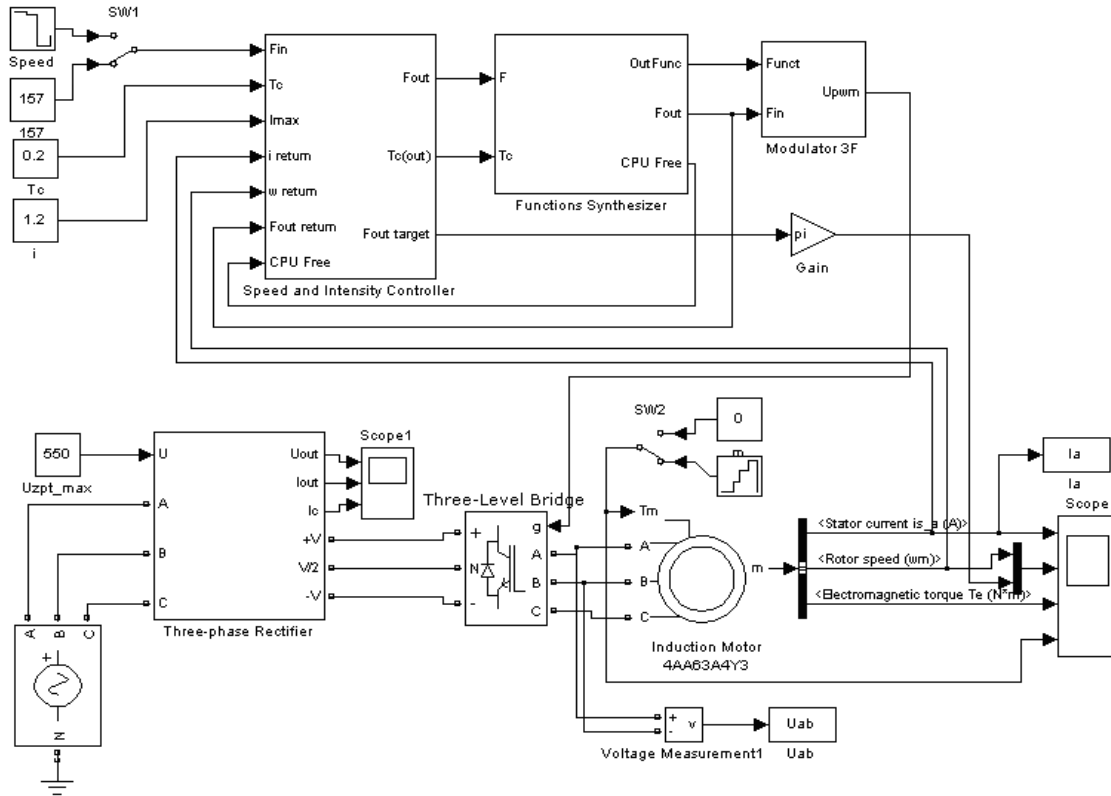 SW1
Speed
157
157
0.2
Tc
1.2
i
Fin
Tc
Imax
i return
w return
Fout return
CPU Free
Fout
Tc(out)
Fout target
Speed and Intensity Controller
F
Tc
OutFunc
Fout
CPU Free
Functions Synthesizer
Funct
Fin
Upwm
Modulator 3F
pi
Gain
550
Uzpt_max
U
A
B
C
Uout
Iout
Ic
+V
V/2
-V
Three-phase Rectifier
Scope1
A
B
C
+
N
Three-Level Bridge
+
N
-
g
A
B
C
SW2
0
m
Tm
A
B
C
m
Induction Motor
4AA63A4Y3
<Stator current is_a (A)>
<Rotor speed (wm)>
<Electromagnetic torque Te (N*m)>
Ia
Ia
Scope
+
-
v
Voltage Measurement1
Uab
Uab